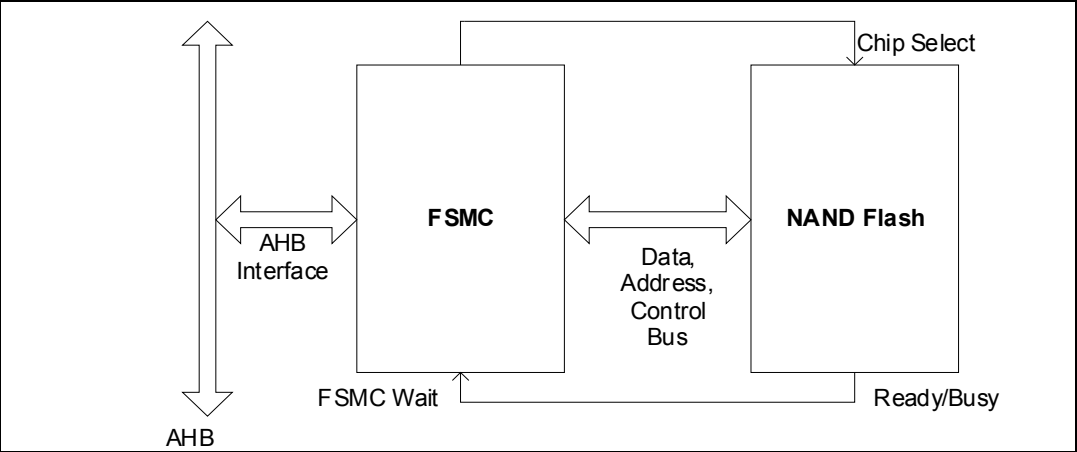 Chip Select
FSMC
NAND Flash
AHB
Interface
Data,
Address,
Control
Bus
FSMC Wait
Ready/Busy
AHB